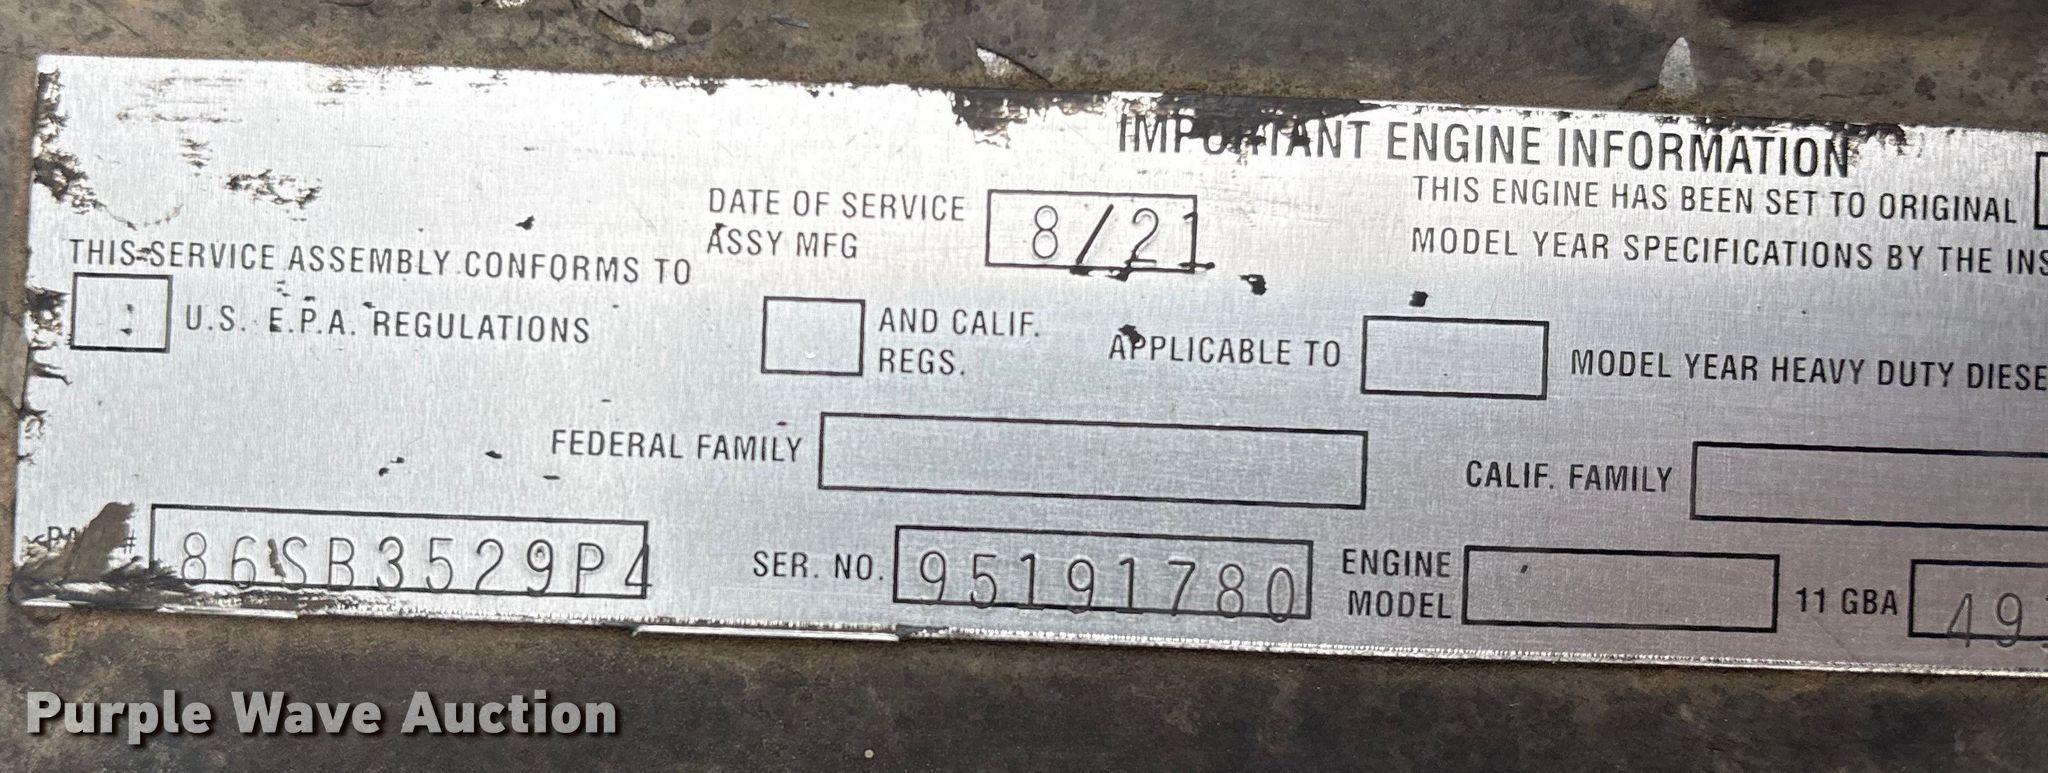 IMPORTANT ENGINE INFORMATION
DATE OF SERVICE ASSY MFG 8/21
THIS ENGINE HAS BEEN SET TO ORIGINAL
MODEL YEAR SPECIFICATIONS BY THE INS
THIS SERVICE ASSEMBLY CONFORMS TO
U.S. E.P.A. REGULATIONS
AND CALIF. REGS.
APPLICABLE TO
MODEL YEAR HEAVY DUTY DIESE
FEDERAL FAMILY
CALIF. FAMILY
86SB3529P4
SER. NO. 95191780
ENGINE MODEL
11 GBA 49
Purple Wave Auction